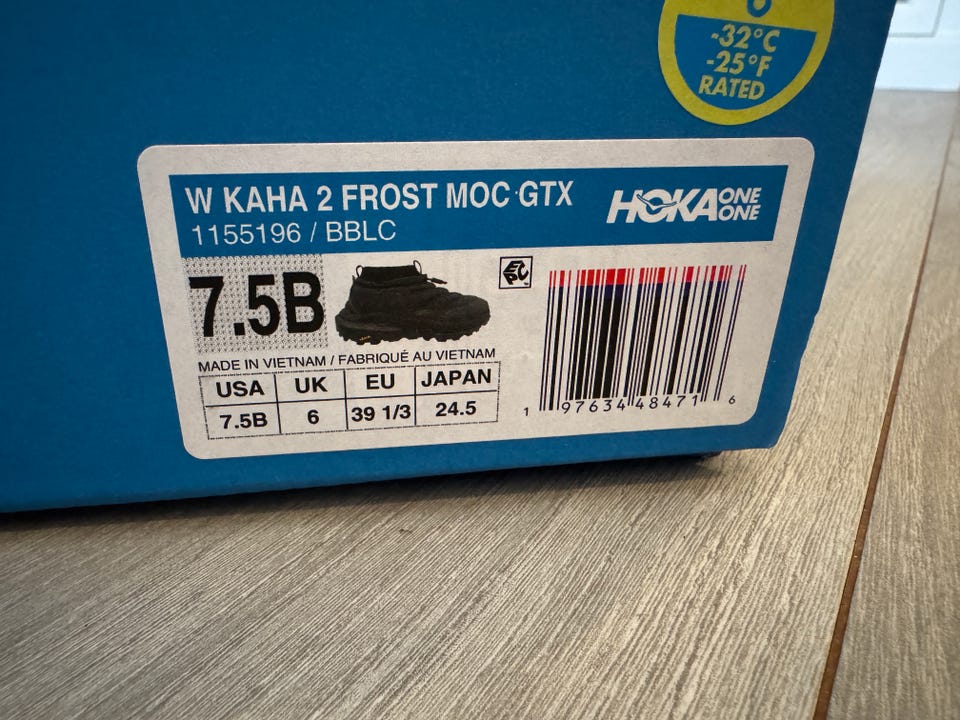 -32°C
-25°F
RATED
W KAHA 2 FROST MOC GTX
1155196 / BBLC
HOKA ONE ONE
7.5B
EPC
MADE IN VIETNAM / FABRIQUÉ AU VIETNAM
USA UK EU JAPAN
7.5B 6 39 1/3 24.5
1 97634 48471 6